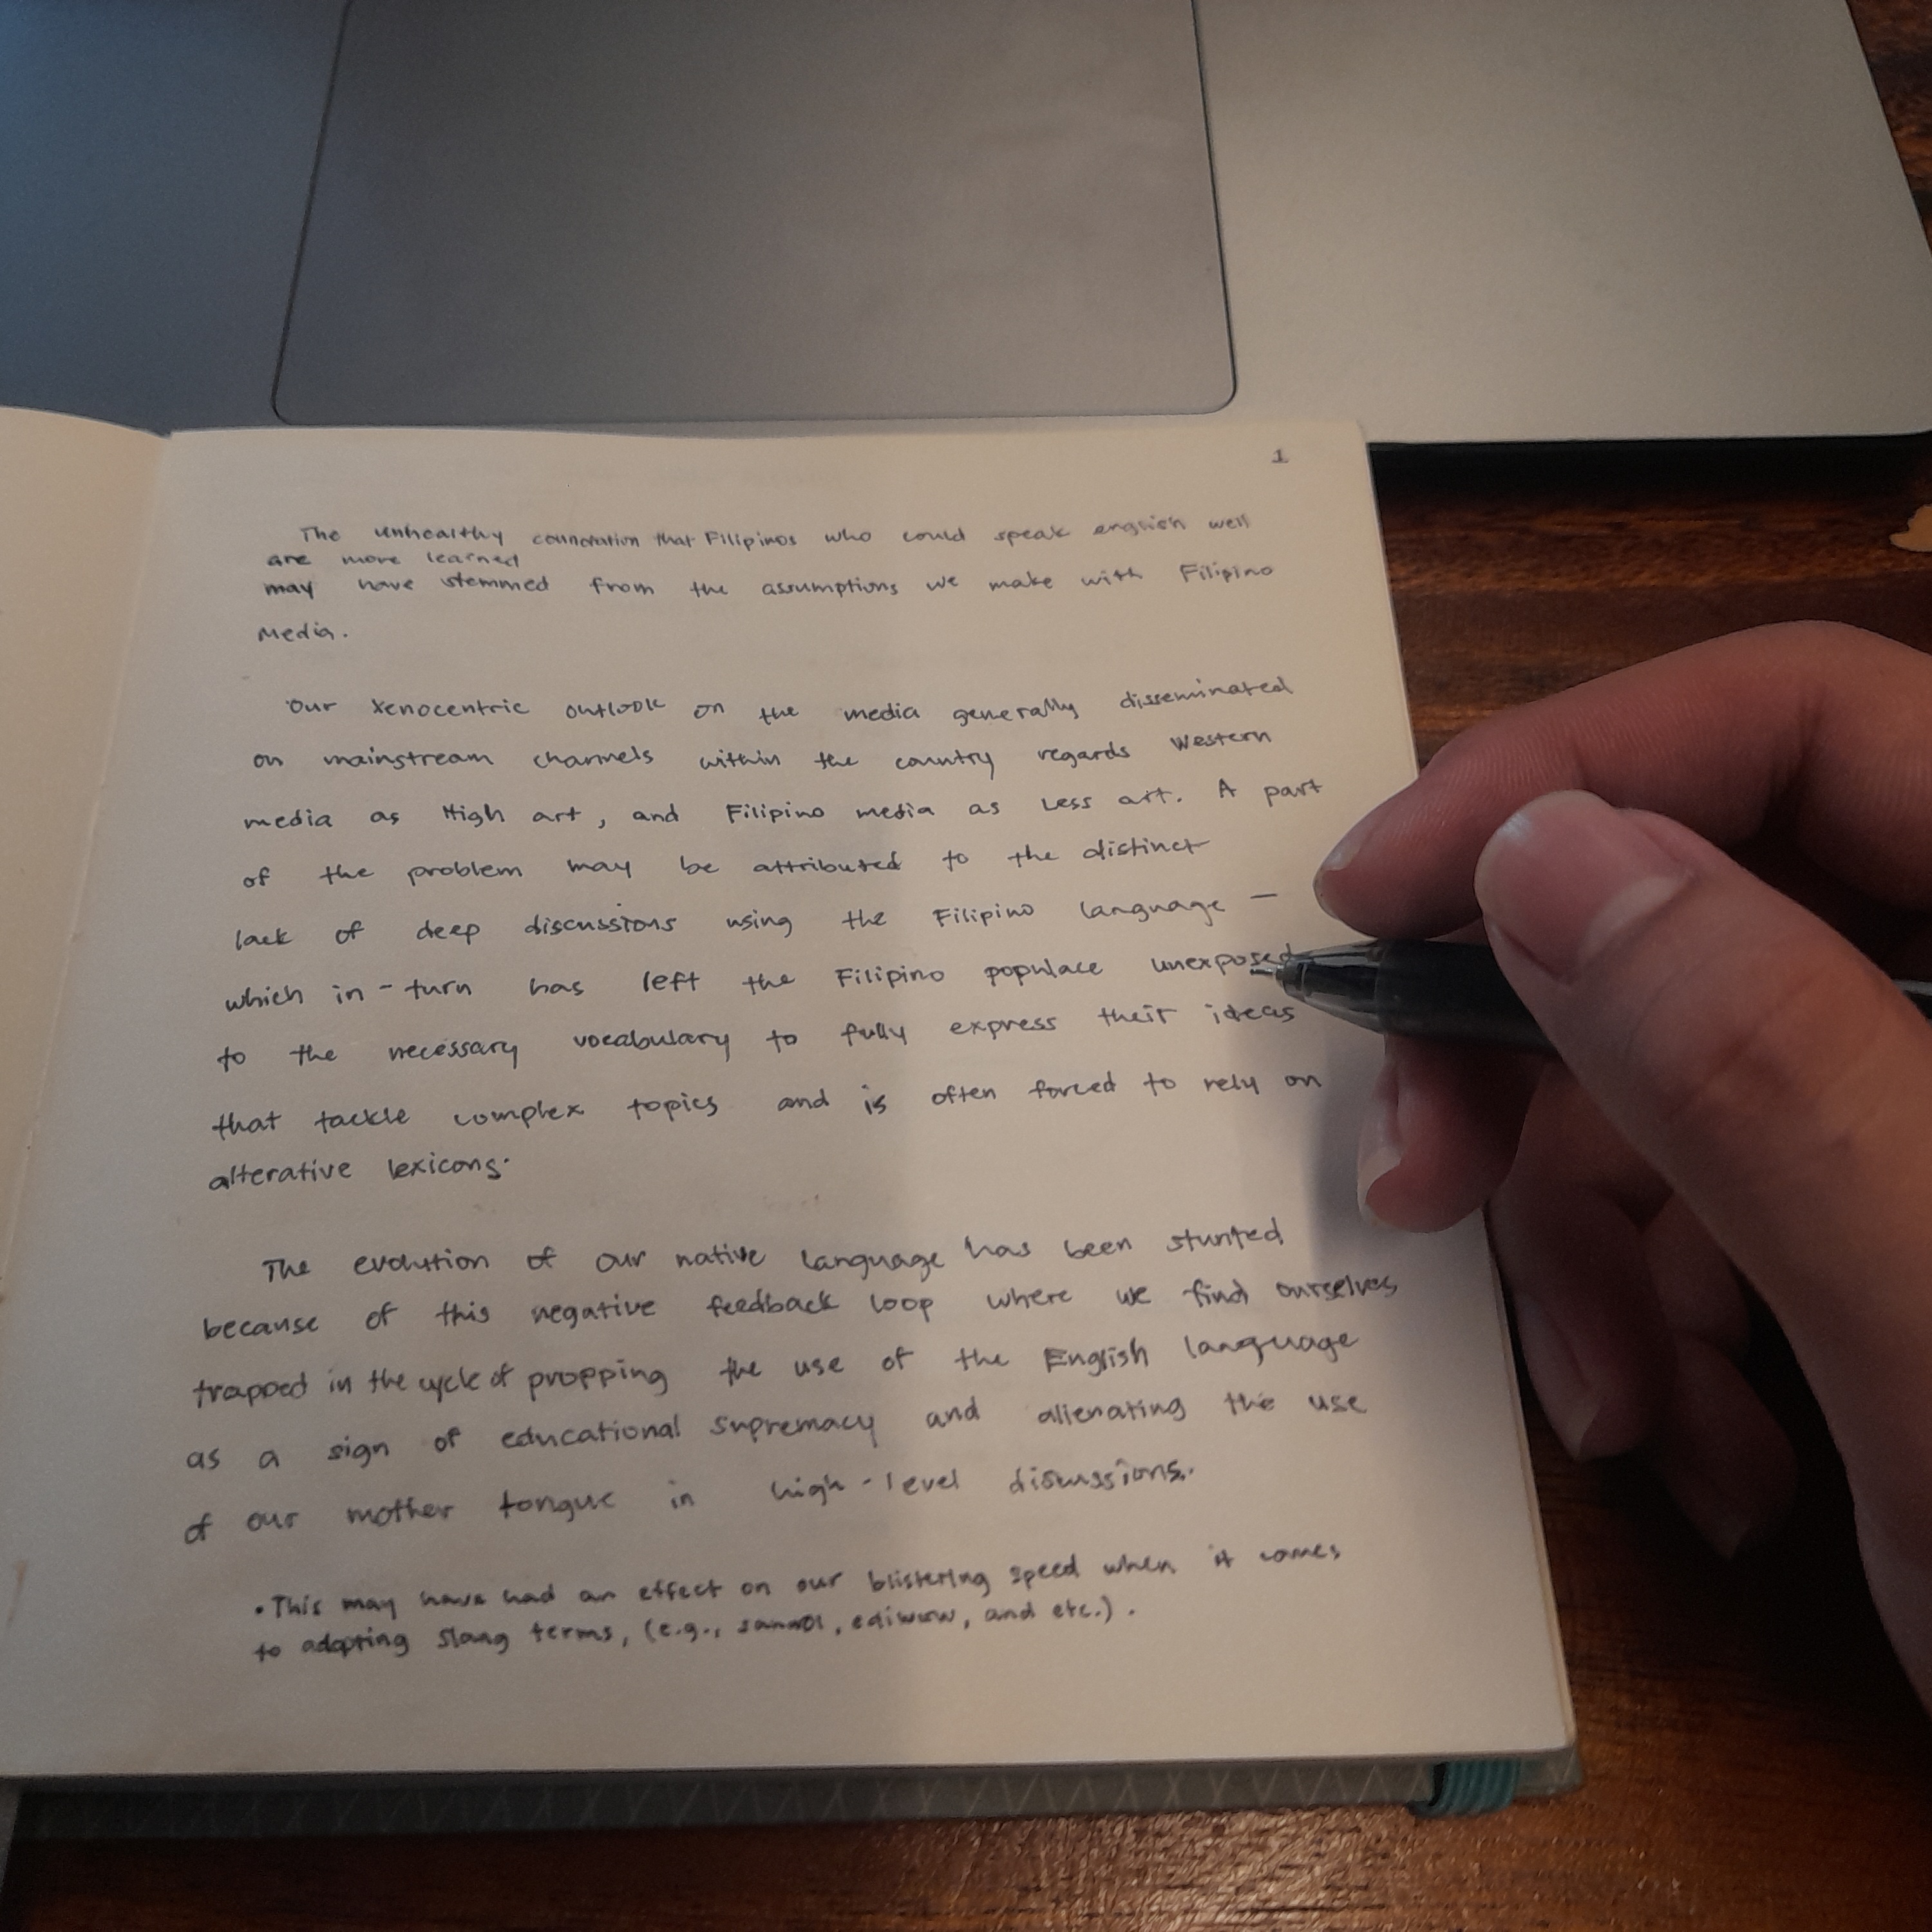 1
The unhealthy connotation that Filipinos who could speak english well
are more learned
may have stemmed from the assumptions we make with Filipino
Media.
Our Xenocentric outlook on the media generally disseminated
on mainstream channels within the country regards Western
media as High art, and Filipino media as Less art. A part
of the problem may be attributed to the distinct
lack of deep discussions using the Filipino language —
which in-turn has left the Filipino populace unexposed
to the necessary vocabulary to fully express their ideas
that tackle complex topics and is often forced to rely on
alterative lexicons.
The evolution of our native language has been stunted
because of this negative feedback loop where we find ourselves
trapped in the cycle of propping the use of the English language
as a sign of educational supremacy and alienating the use
of our mother tongue in high-level discussions.
• This may have had an effect on our blistering speed when it comes
to adopting slang terms, (e.g., ediwow, and etc.).